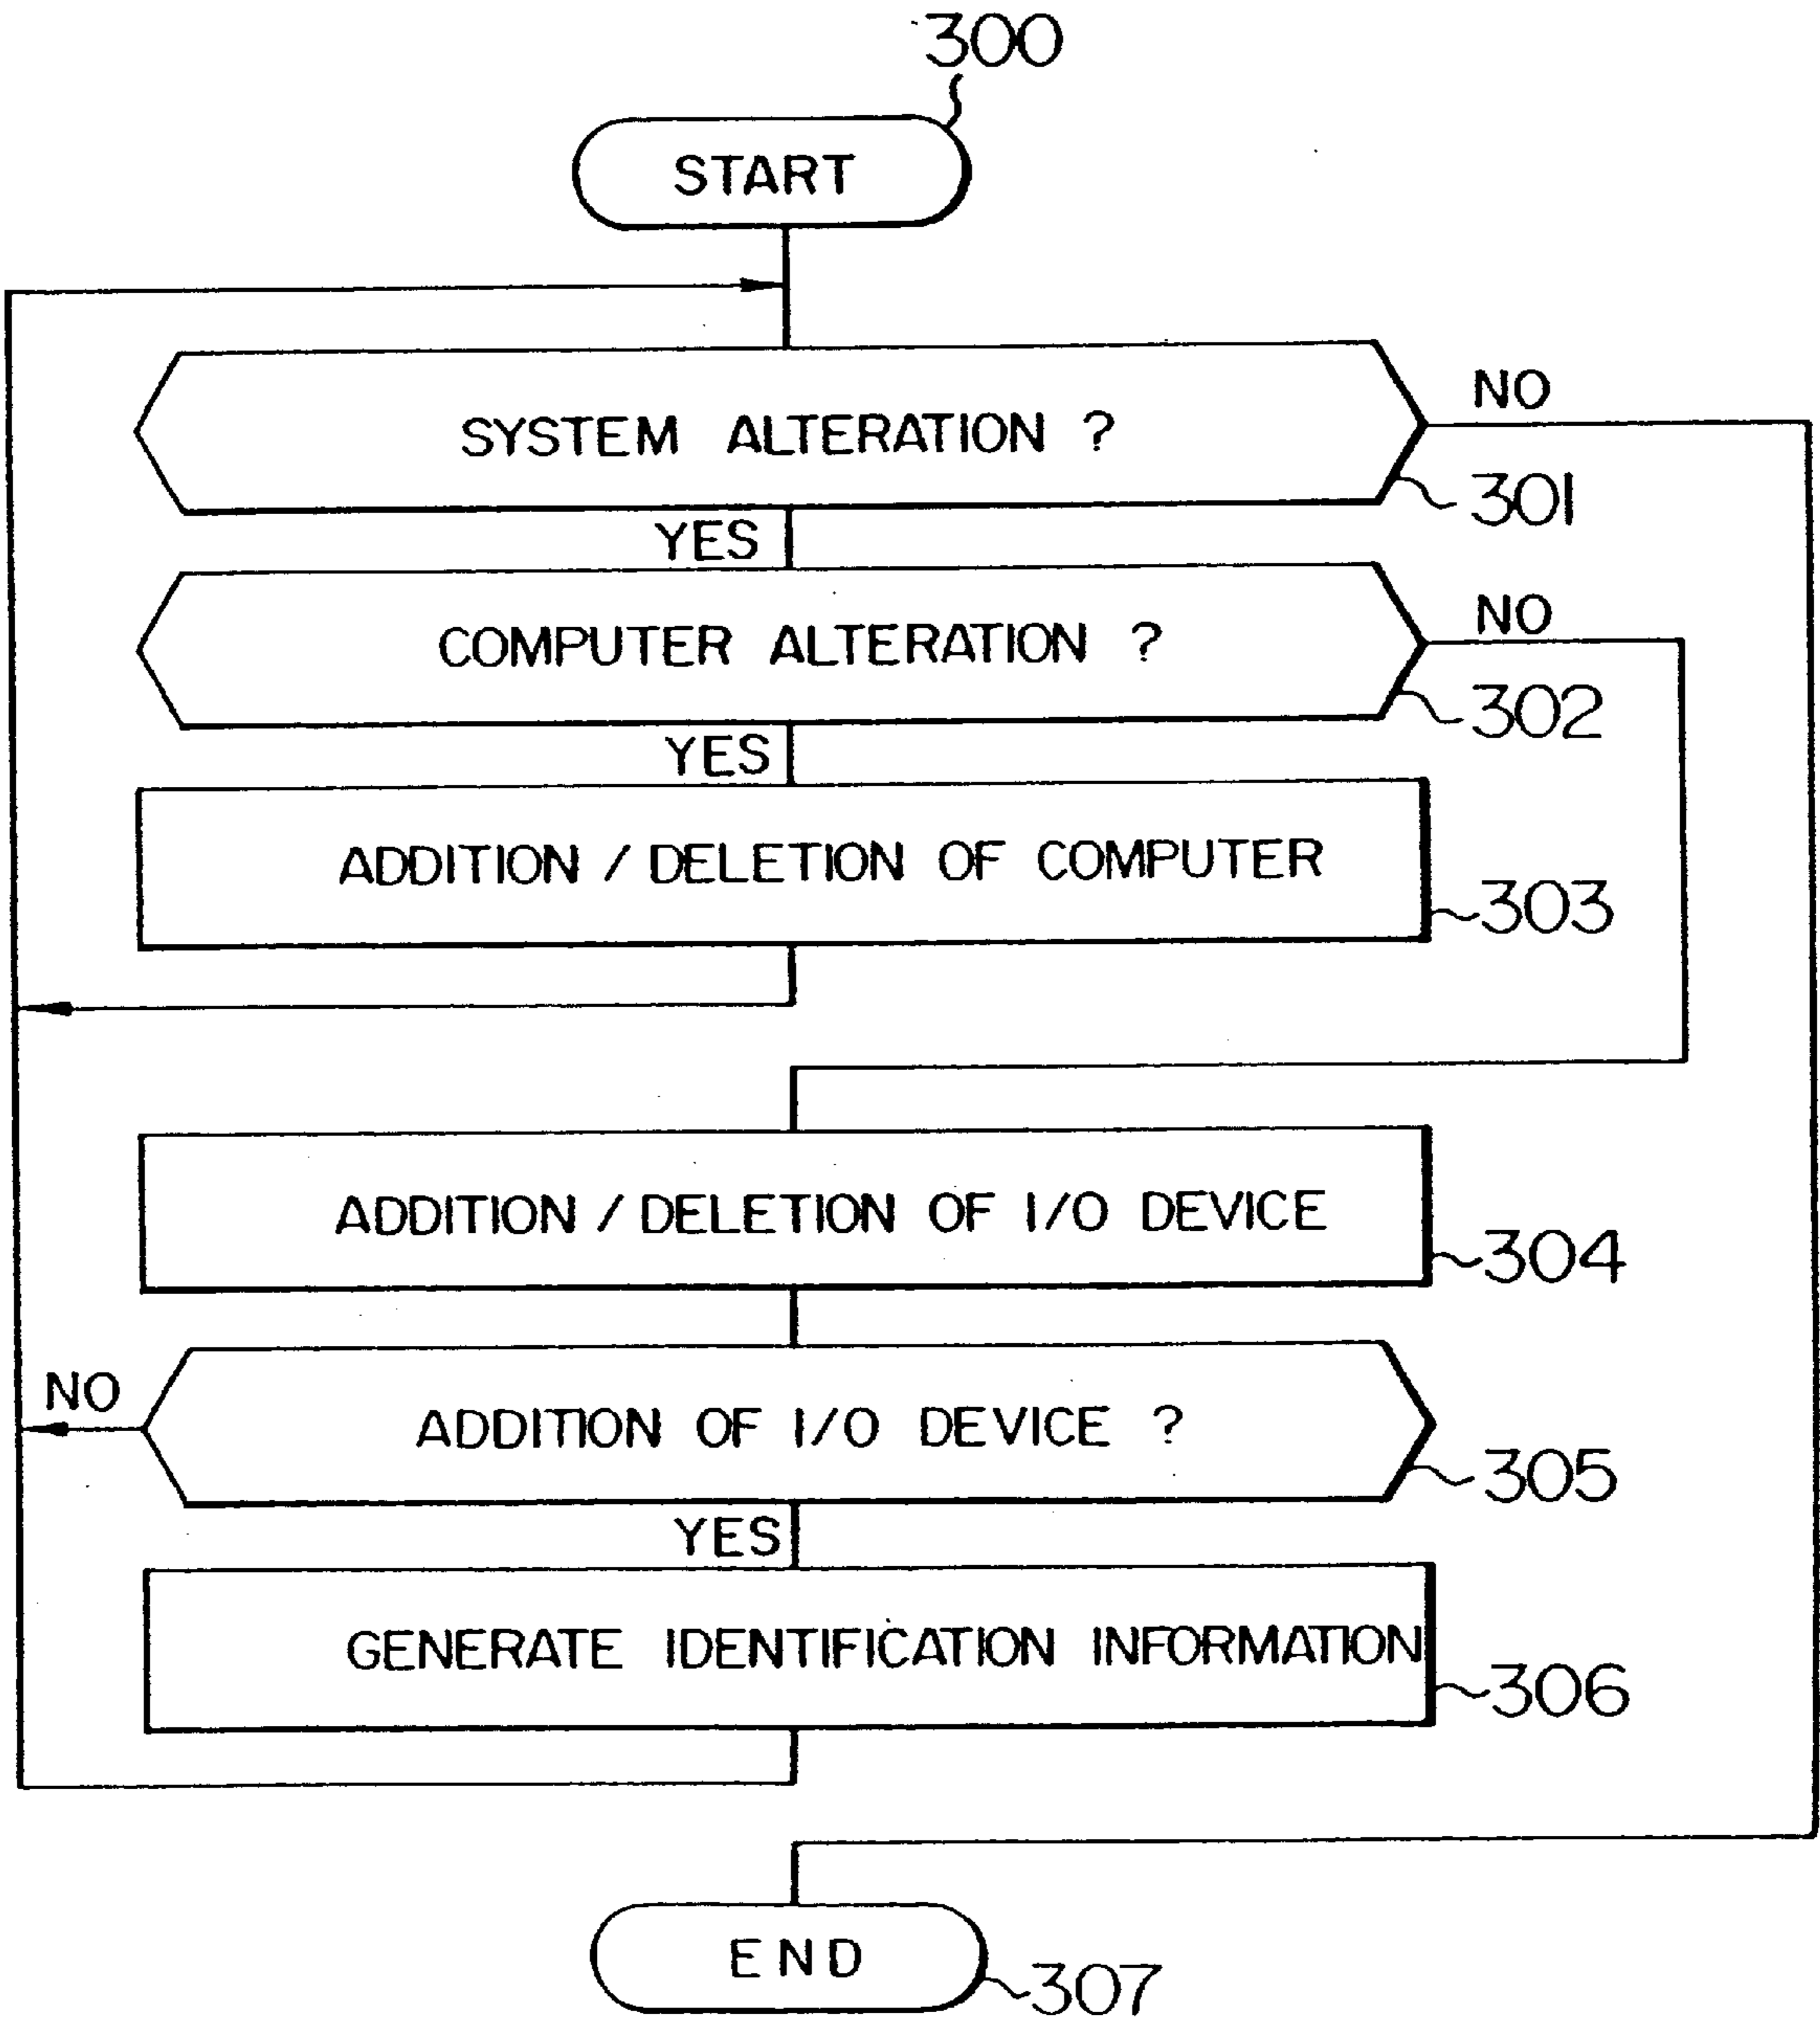 300
START
SYSTEM ALTERATION ?
NO
301
YES
COMPUTER ALTERATION ?
NO
302
YES
ADDITION / DELETION OF COMPUTER
303
ADDITION / DELETION OF I/O DEVICE
304
NO
ADDITION OF I/O DEVICE ?
305
YES
GENERATE IDENTIFICATION INFORMATION
306
END
307